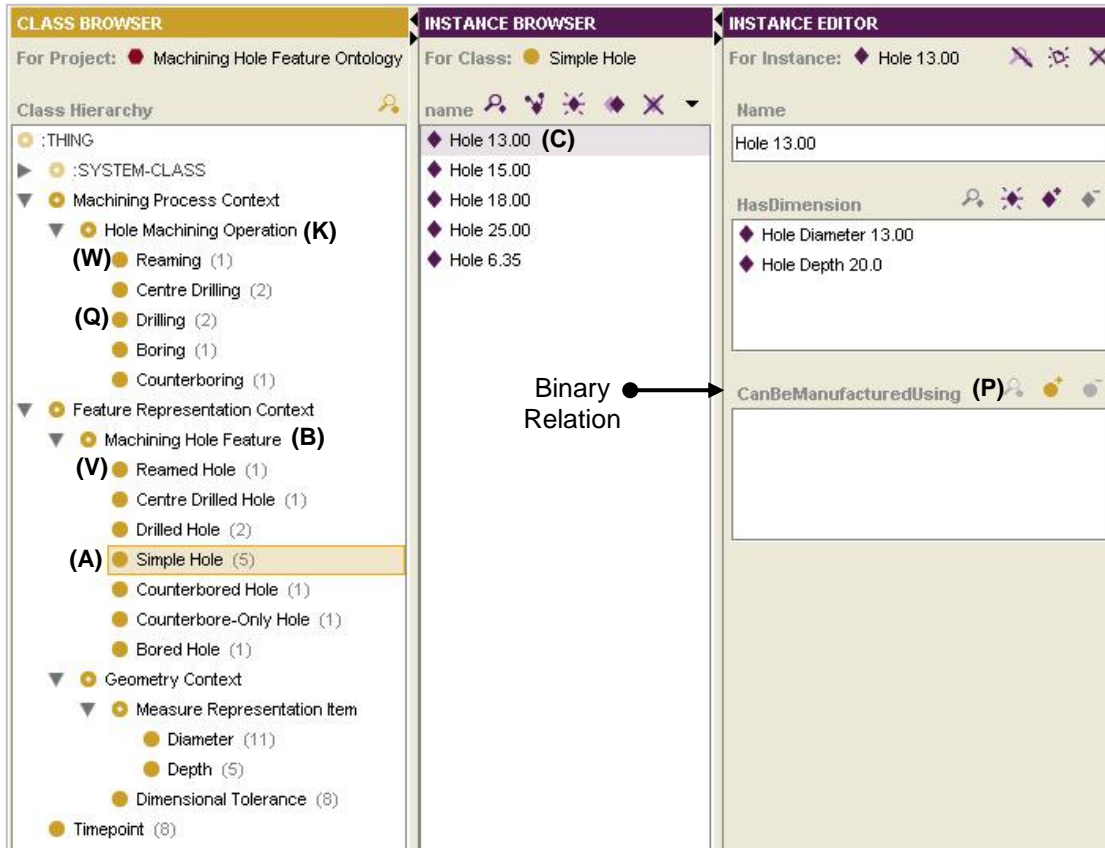 CLASS BROWSER
For Project: Machining Hole Feature Ontology
Class Hierarchy
:THING
:SYSTEM-CLASS
Machining Process Context
Hole Machining Operation (K)
(W) Reaming (1)
Centre Drilling (2)
(Q) Drilling (2)
Boring (1)
Counterboring (1)
Feature Representation Context
Machining Hole Feature (B)
(V) Reamed Hole (1)
Centre Drilled Hole (1)
Drilled Hole (2)
(A) Simple Hole (5)
Counterbored Hole (1)
Counterbore-Only Hole (1)
Bored Hole (1)
Geometry Context
Measure Representation Item
Diameter (11)
Depth (5)
Dimensional Tolerance (8)
Timepoint (8)
INSTANCE BROWSER
For Class: Simple Hole
name
Hole 13.00 (C)
Hole 15.00
Hole 18.00
Hole 25.00
Hole 6.35
Binary
Relation
INSTANCE EDITOR
For Instance: Hole 13.00
Name
Hole 13.00
HasDimension
Hole Diameter 13.00
Hole Depth 20.0
CanBeManufacturedUsing (P)